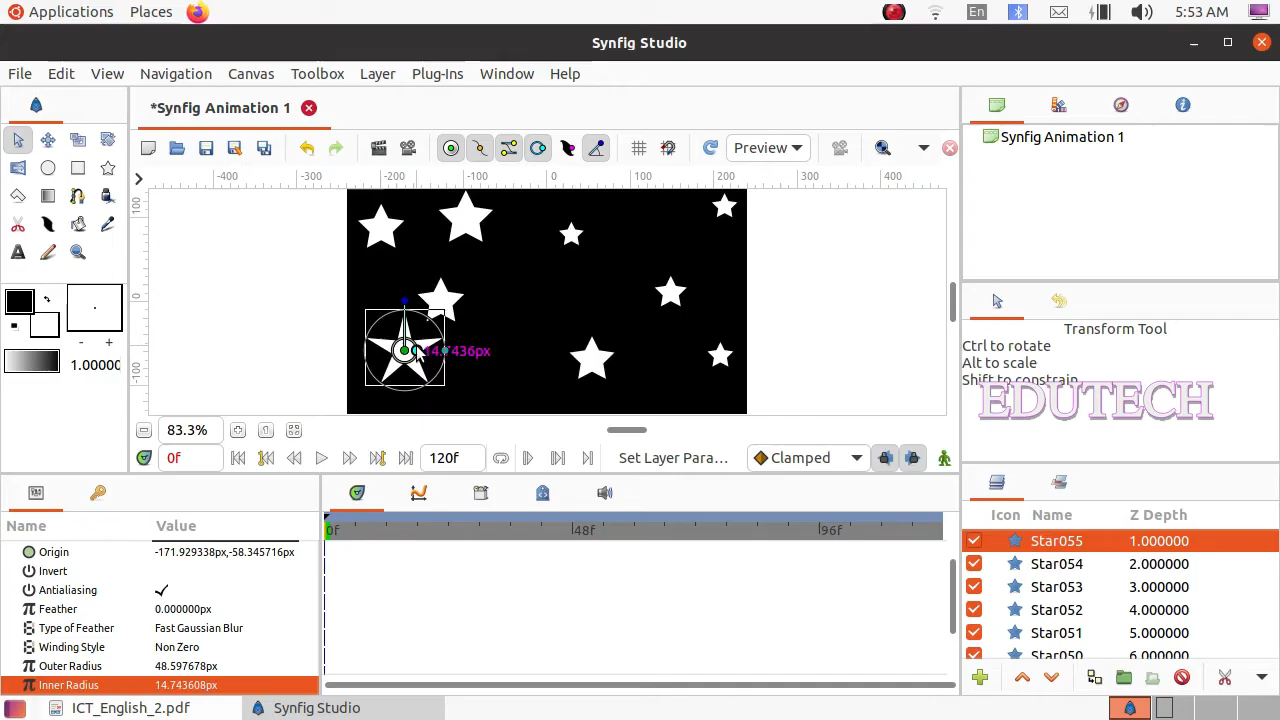 Applications Places En 5:53 AM
Synfig Studio
File Edit View Navigation Canvas Toolbox Layer Plug-Ins Window Help
*Synfig Animation 1
Preview
Synfig Animation 1
-400 -300 -200 -100 0 100 200 300 400
100
0
-100
Transform Tool
Ctrl to rotate
Alt to scale
Shift to constrain
EDUTECH
1.00000
83.3%
0f 120f Set Layer Para… Clamped
Name Value
0f 48f 96f
Origin -171.929338px,-58.345716px
Invert
Antialiasing
Feather 0.000000px
Type of Feather Fast Gaussian Blur
Winding Style Non Zero
Outer Radius 48.597678px
Inner Radius 14.743608px
Icon Name Z Depth
Star055 1.000000
Star054 2.000000
Star053 3.000000
Star052 4.000000
Star051 5.000000
Star050 6.000000
ICT_English_2.pdf Synfig Studio